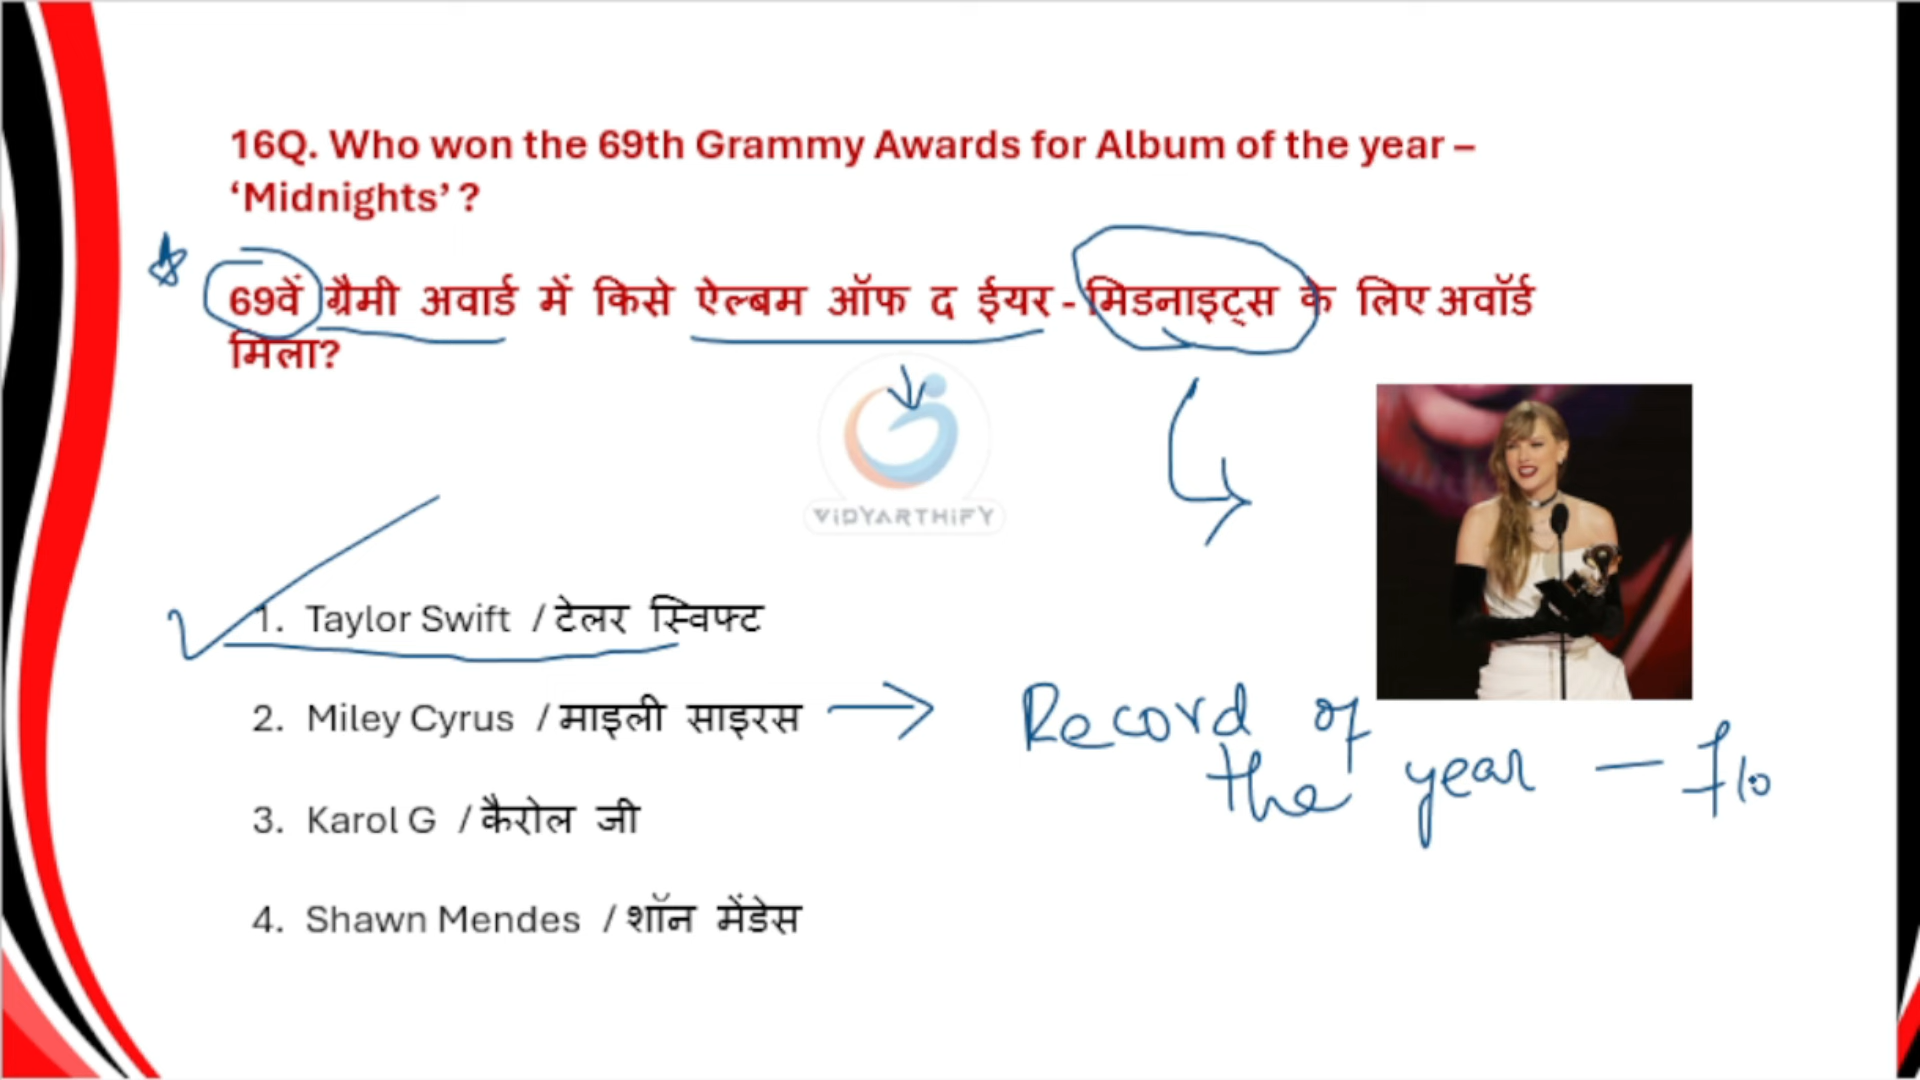 16Q. Who won the 69th Grammy Awards for Album of the year –
‘Midnights’ ?
69वें ग्रैमी अवार्ड में किसे ऐल्बम ऑफ द ईयर - मिडनाइट्स के लिए अवॉर्ड
मिला?
VIDYARTHIFY
1. Taylor Swift / टेलर स्विफ्ट
2. Miley Cyrus / माइली साइरस
Record of
the year – Flo
3. Karol G / कैरोल जी
4. Shawn Mendes / शॉन मेंडेस